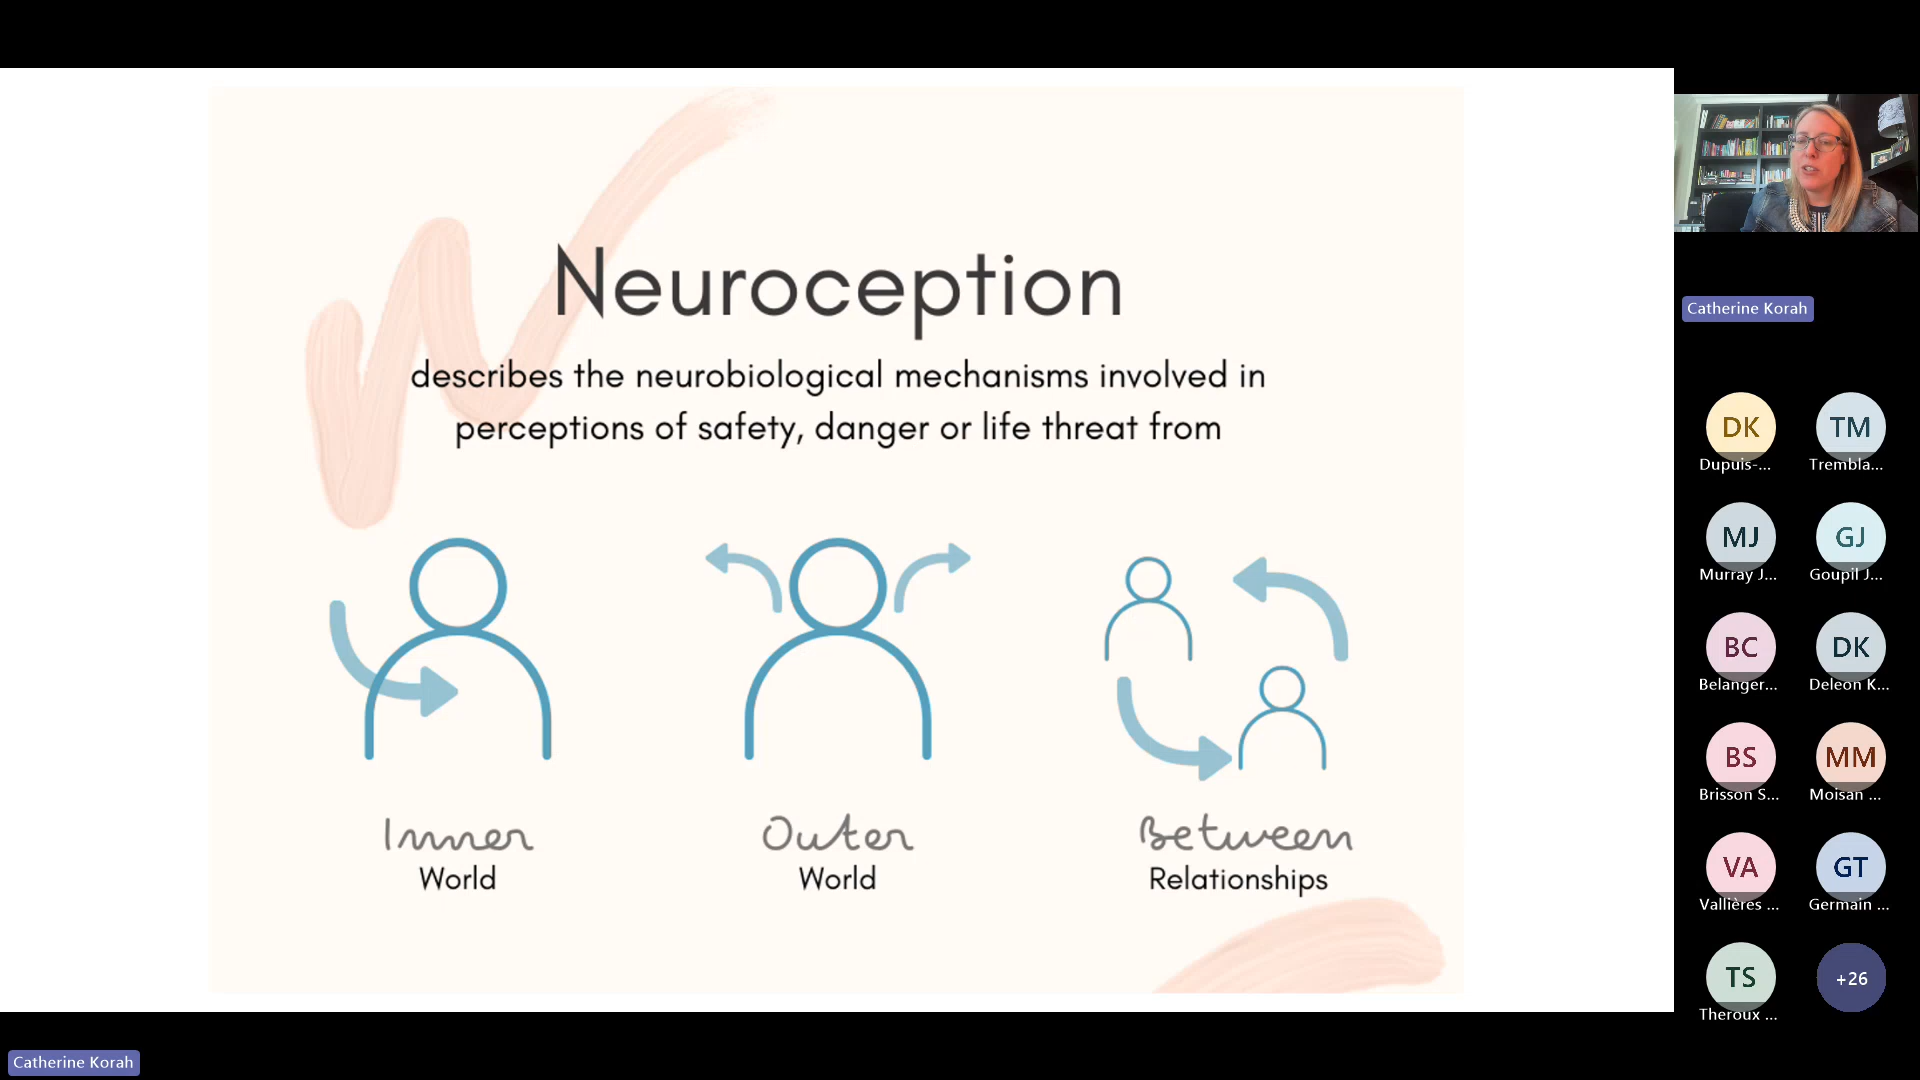 Neuroception
describes the neurobiological mechanisms involved in
perceptions of safety, danger or life threat from
Inner
World
Outer
World
Between
Relationships
Catherine Korah
DK
Dupuis-...
TM
Trembla...
MJ
Murray J...
GJ
Goupil J...
BC
Belanger...
DK
Deleon K...
BS
Brisson S...
MM
Moisan ...
VA
Vallières ...
GT
Germain ...
TS
Theroux ...
+26
Catherine Korah